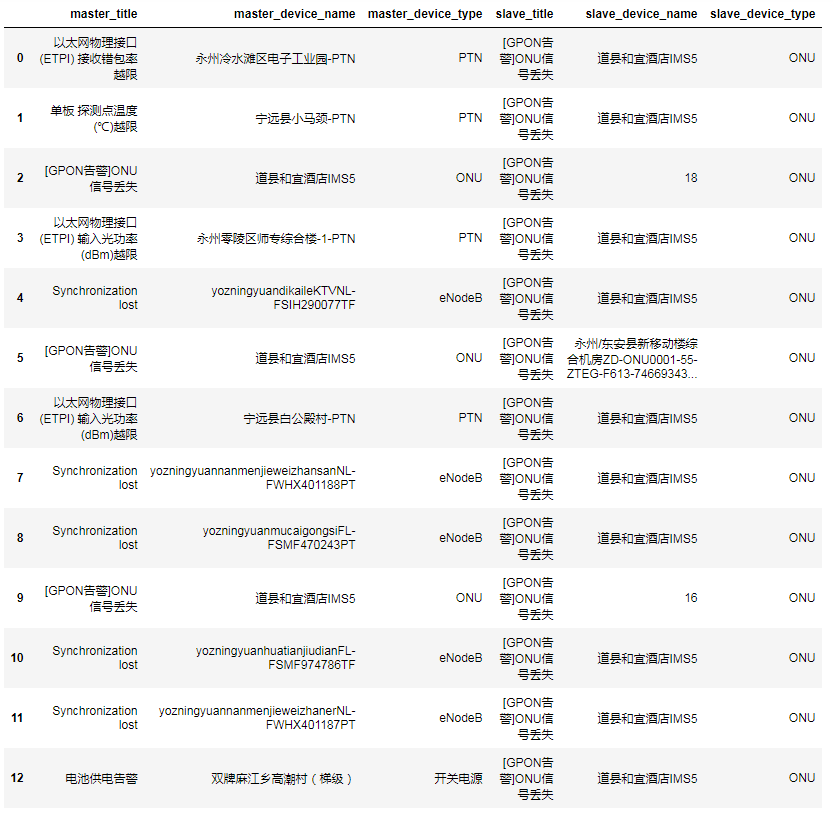 master_title master_device_name master_device_type slave_title slave_device_name slave_device_type
0 以太网物理接口(ETPI) 接收错包率越限 永州冷水滩区电子工业园-PTN PTN [GPON告警]ONU信号丢失 道县和宜酒店IMS5 ONU
1 单板 探测点温度(℃)越限 宁远县小马颈-PTN PTN [GPON告警]ONU信号丢失 道县和宜酒店IMS5 ONU
2 [GPON告警]ONU信号丢失 道县和宜酒店IMS5 ONU [GPON告警]ONU信号丢失 18 ONU
3 以太网物理接口(ETPI) 输入光功率(dBm)越限 永州零陵区师专综合楼-1-PTN PTN [GPON告警]ONU信号丢失 道县和宜酒店IMS5 ONU
4 Synchronization lost yozningyuandikaileKTVNL-FSIH290077TF eNodeB [GPON告警]ONU信号丢失 道县和宜酒店IMS5 ONU
5 [GPON告警]ONU信号丢失 道县和宜酒店IMS5 ONU [GPON告警]ONU信号丢失 永州/东安县新移动楼综合机房ZD-ONU0001-55-ZTEG-F613-74669343... ONU
6 以太网物理接口(ETPI) 输入光功率(dBm)越限 宁远县白公殿村-PTN PTN [GPON告警]ONU信号丢失 道县和宜酒店IMS5 ONU
7 Synchronization lost yozningyuannanmenjieweizhansanNL-FWHX401188PT eNodeB [GPON告警]ONU信号丢失 道县和宜酒店IMS5 ONU
8 Synchronization lost yozningyuanmucaigongsiFL-FSMF470243PT eNodeB [GPON告警]ONU信号丢失 道县和宜酒店IMS5 ONU
9 [GPON告警]ONU信号丢失 道县和宜酒店IMS5 ONU [GPON告警]ONU信号丢失 16 ONU
10 Synchronization lost yozningyuanhuatianjiudianFL-FSMF974786TF eNodeB [GPON告警]ONU信号丢失 道县和宜酒店IMS5 ONU
11 Synchronization lost yozningyuannanmenjieweizhanerNL-FWHX401187PT eNodeB [GPON告警]ONU信号丢失 道县和宜酒店IMS5 ONU
12 电池供电告警 双牌麻江乡高潮村（梯级） 开关电源 [GPON告警]ONU信号丢失 道县和宜酒店IMS5 ONU